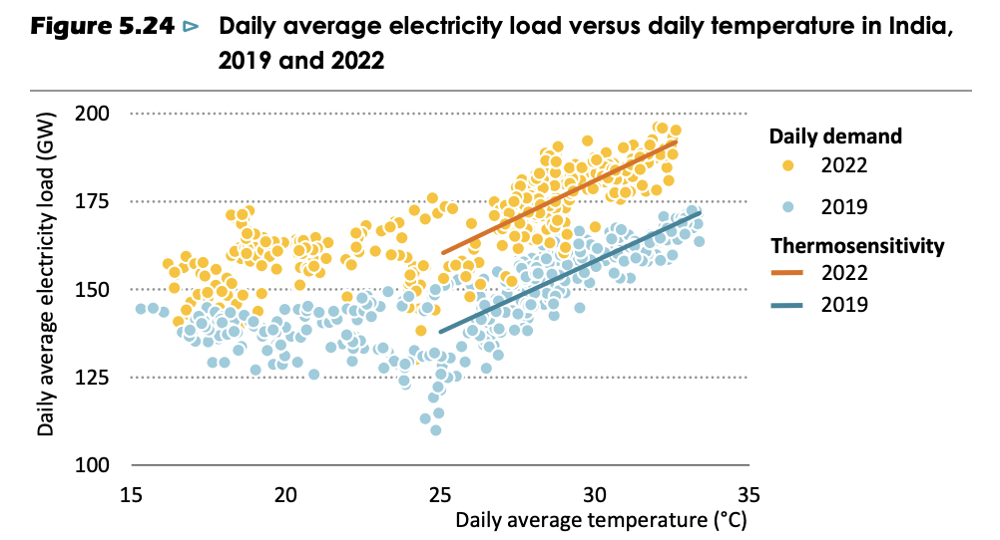 Figure 5.24 ▷ Daily average electricity load versus daily temperature in India,
2019 and 2022
Daily average electricity load (GW)
200
175
150
125
100
15 20 25 30 35
Daily average temperature (°C)
Daily demand
2022
2019
Thermosensitivity
2022
2019